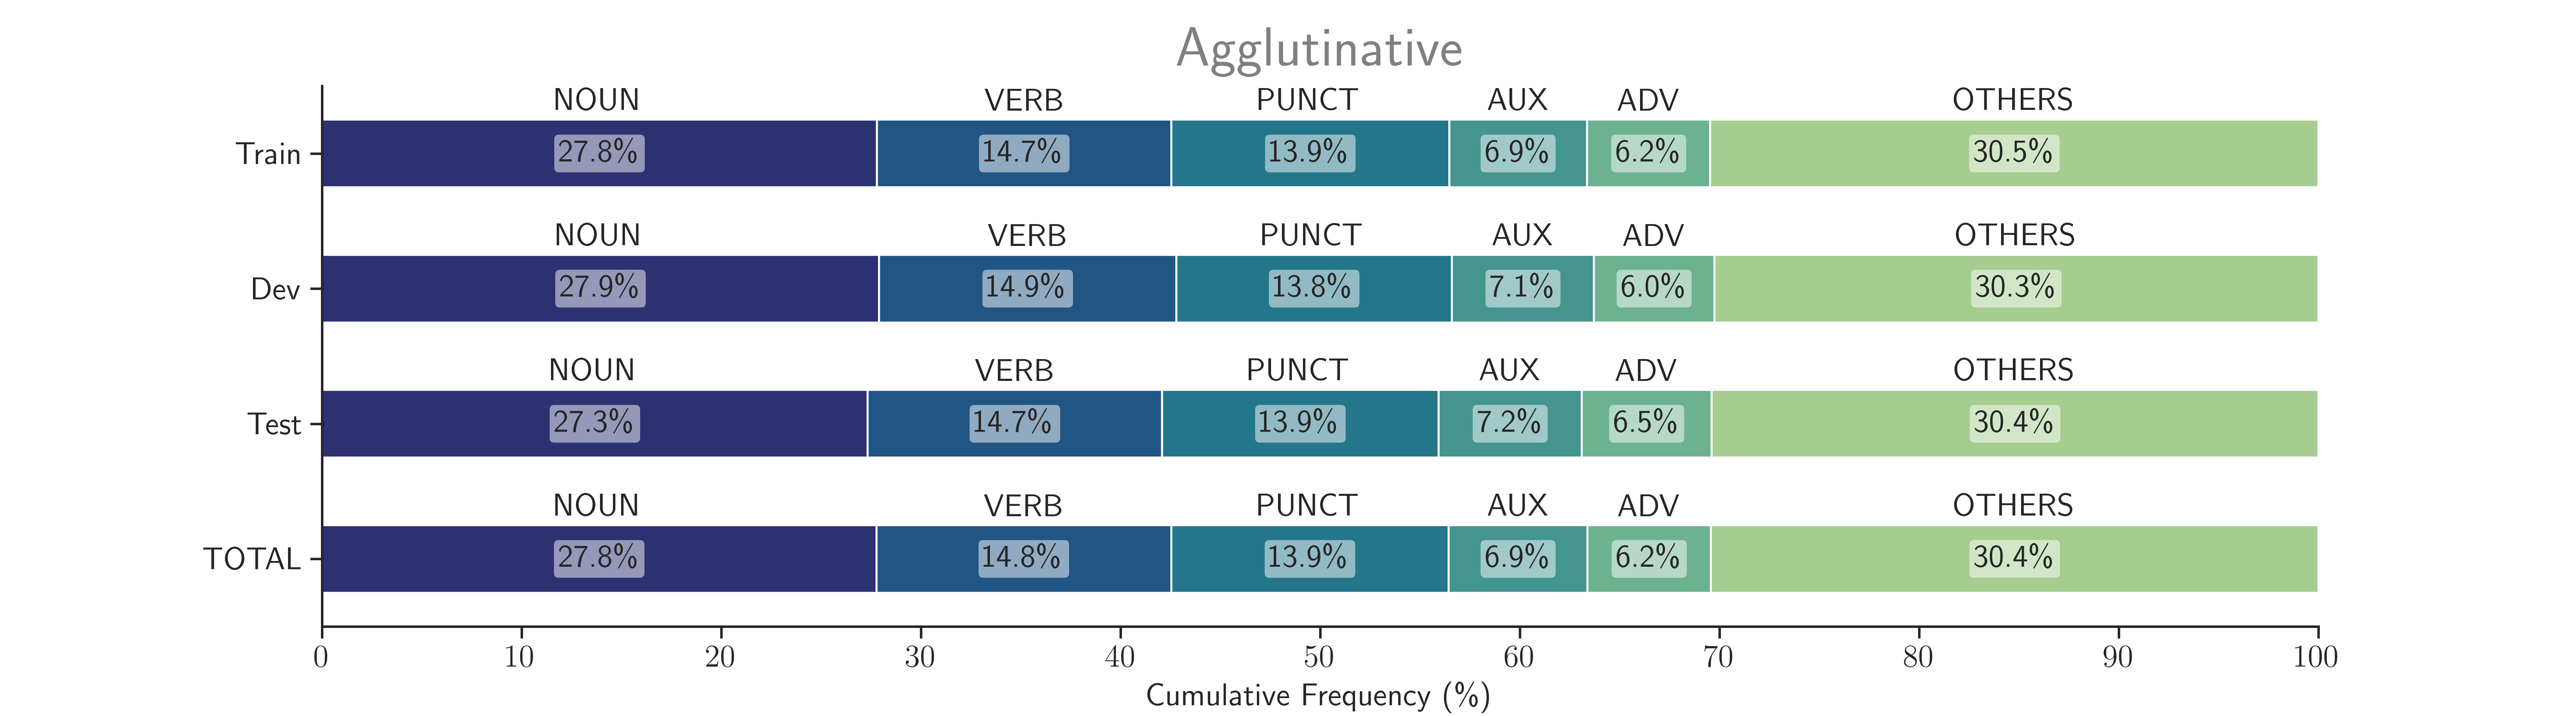 Agglutinative
NOUN VERB PUNCT AUX ADV OTHERS
Train 27.8% 14.7% 13.9% 6.9% 6.2% 30.5%
NOUN VERB PUNCT AUX ADV OTHERS
Dev 27.9% 14.9% 13.8% 7.1% 6.0% 30.3%
NOUN VERB PUNCT AUX ADV OTHERS
Test 27.3% 14.7% 13.9% 7.2% 6.5% 30.4%
NOUN VERB PUNCT AUX ADV OTHERS
TOTAL 27.8% 14.8% 13.9% 6.9% 6.2% 30.4%
0 10 20 30 40 50 60 70 80 90 100
Cumulative Frequency (%)